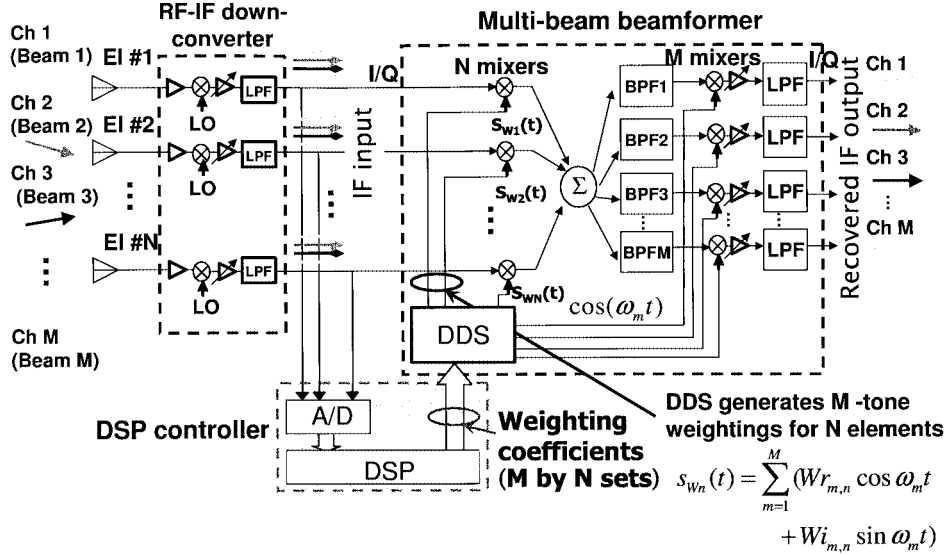 RF-IF down-
converter
Multi-beam beamformer
Ch 1
(Beam 1)
El #1
I/Q
N mixers
M mixers
I/Q
Ch 1
LPF
LO
BPF1
LPF
Ch 2
(Beam 2)
El #2
S_W1(t)
Ch 2
LPF
LO
BPF2
LPF
Ch 3
(Beam 3)
IF input
S_W2(t)
Σ
Ch 3
BPF3
LPF
Recovered IF output
El #N
BPFM
LPF
Ch M
LPF
LO
S_WN(t)
cos(ω_m t)
Ch M
(Beam M)
DDS
DSP controller
A/D
DSP
Weighting
coefficients
(M by N sets)
DDS generates M -tone
weightings for N elements
s_Wn(t) = ∑_{m=1}^{M} (Wr_{m,n} cos ω_m t
+Wi_{m,n} sin ω_m t)